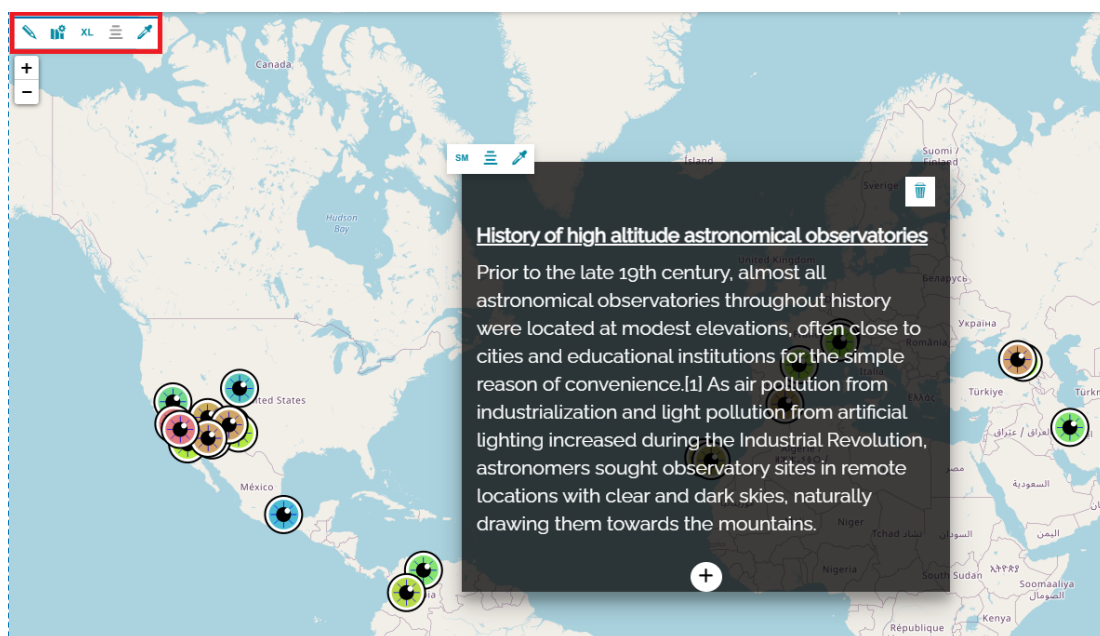 XL
+
−
Canada
Hudson
Bay
United States
México
SM
Ísland
Suomi /
Finland
Sverige
History of high altitude astronomical observatories
United Kingdom
Prior to the late 19th century, almost all
astronomical observatories throughout history
were located at modest elevations, often close to
cities and educational institutions for the simple
reason of convenience.[1] As air pollution from
industrialization and light pollution from artificial
lighting increased during the Industrial Revolution,
astronomers sought observatory sites in remote
locations with clear and dark skies, naturally
drawing them towards the mountains.
Беларусь
Україна
România
Italia
Ελλάς
Türkiye
العراق / عێراق
مصر
السعودية
Niger
Tchad تشاد
السودان
اليمن
Nigeria
South Sudan
Soomaaliya
الصومال
République
Kenya
+